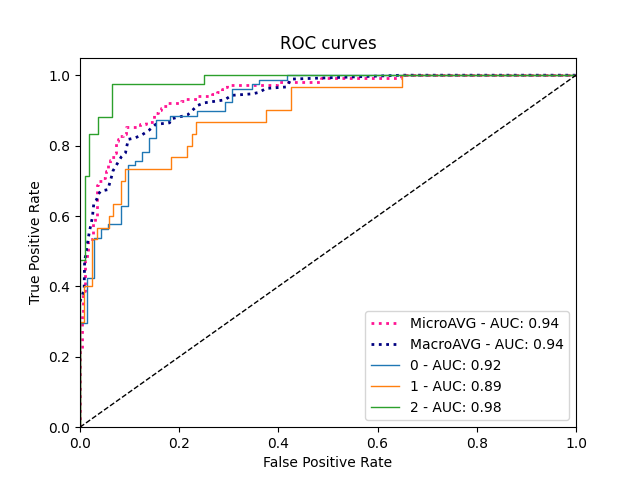 ROC curves
True Positive Rate
1.0
0.8
0.6
0.4
0.2
0.0
MicroAVG - AUC: 0.94
MacroAVG - AUC: 0.94
0 - AUC: 0.92
1 - AUC: 0.89
2 - AUC: 0.98
0.0 0.2 0.4 0.6 0.8 1.0
False Positive Rate